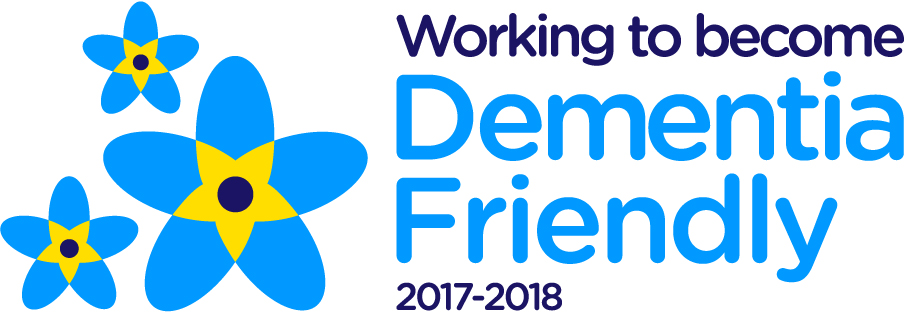 Working to become
Dementia
Friendly
2017-2018